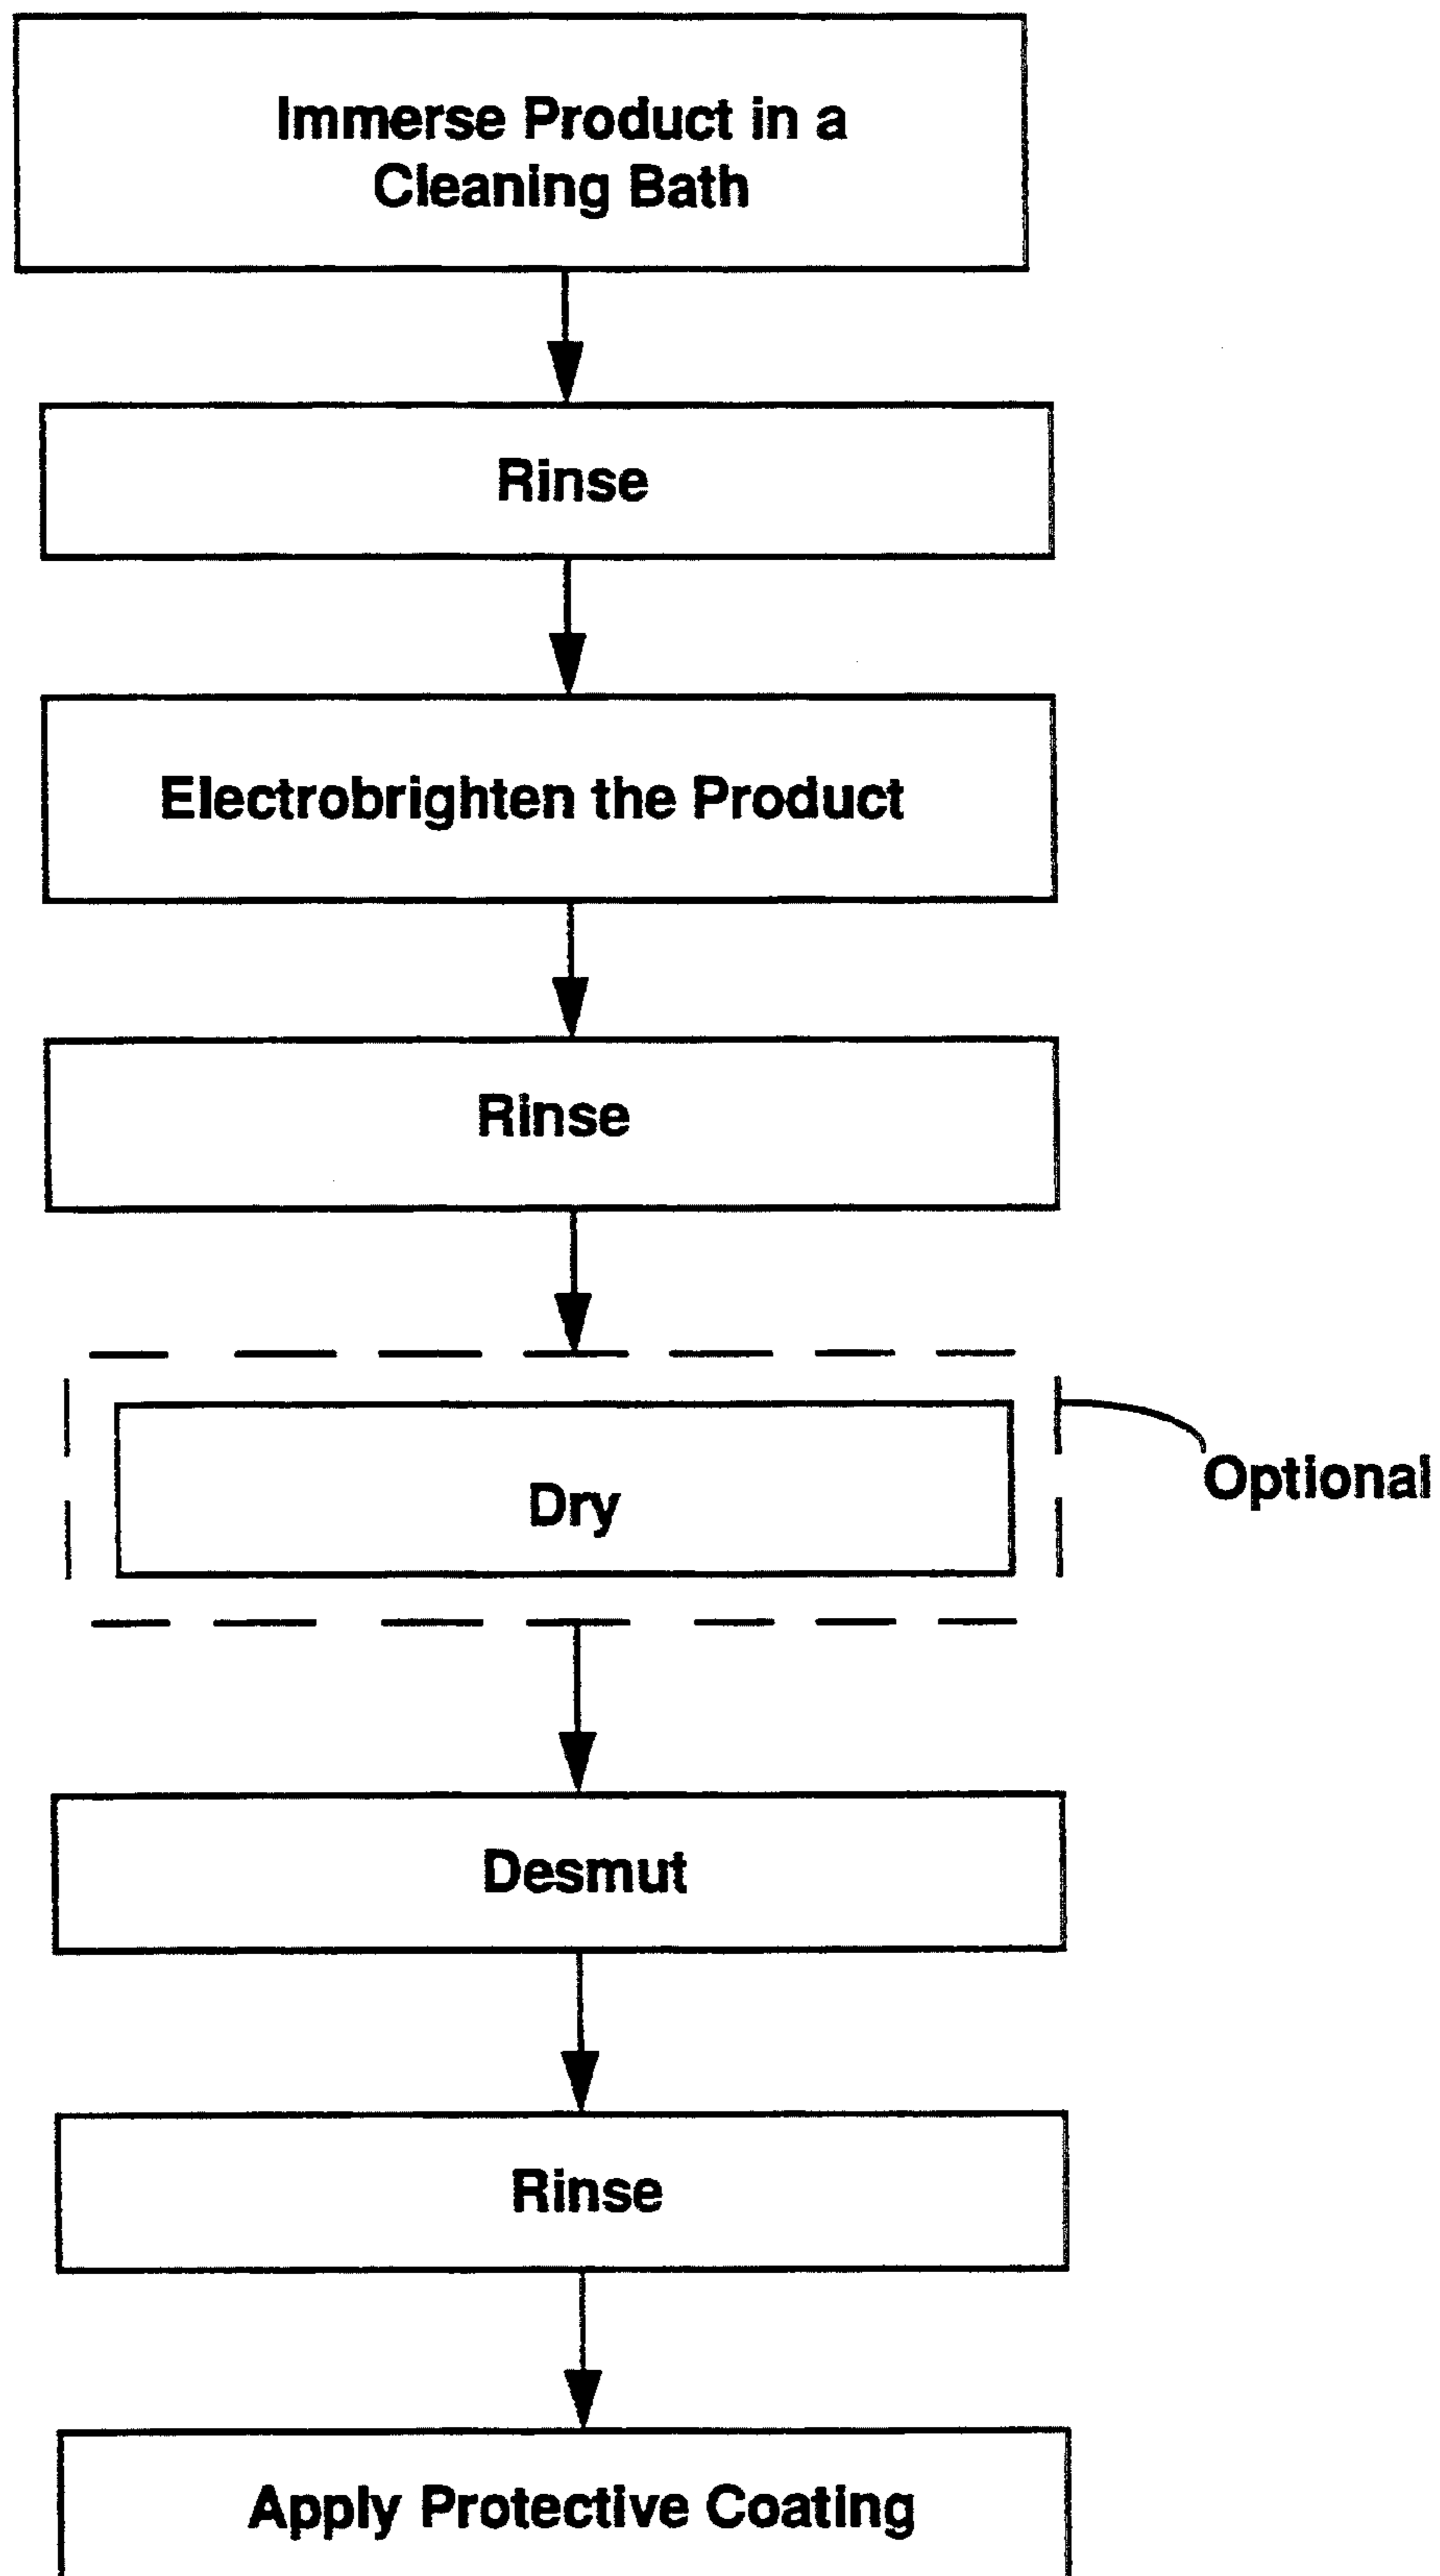 Immerse Product in a
Cleaning Bath
Rinse
Electrobrighten the Product
Rinse
Dry
Optional
Desmut
Rinse
Apply Protective Coating